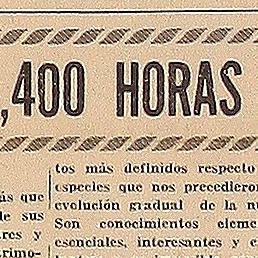 ,400 HORAS
tos más definidos respecto
especies que nos precedieron
ás que evolución gradual de la
de sus Son conocimientos
res y esenciales, interesantes y